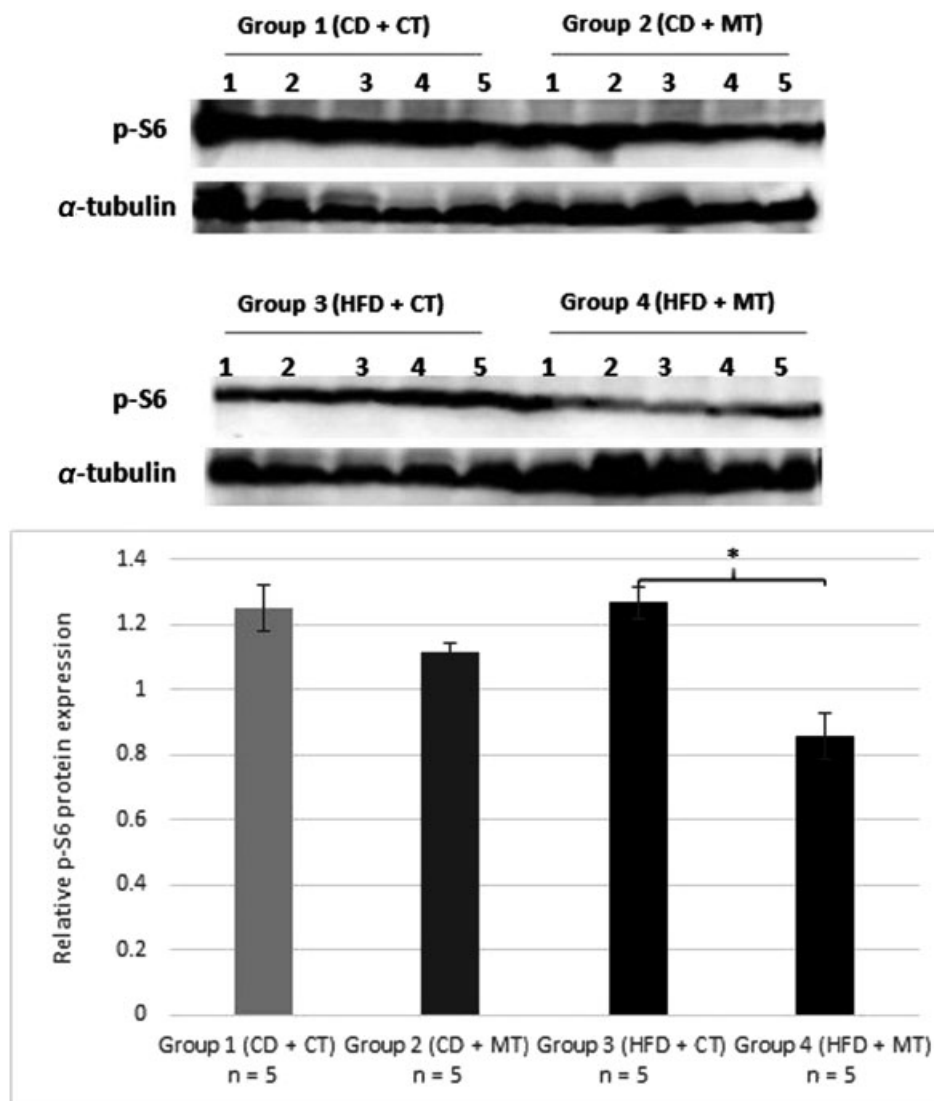 Group 1 (CD + CT) Group 2 (CD + MT)
1 2 3 4 5 1 2 3 4 5
p-S6
α-tubulin
Group 3 (HFD + CT) Group 4 (HFD + MT)
1 2 3 4 5 1 2 3 4 5
p-S6
α-tubulin
Relative p-S6 protein expression
1.4
1.2
1
0.8
0.6
0.4
0.2
0
*
Group 1 (CD + CT) Group 2 (CD + MT) Group 3 (HFD + CT) Group 4 (HFD + MT)
n = 5 n = 5 n = 5 n = 5